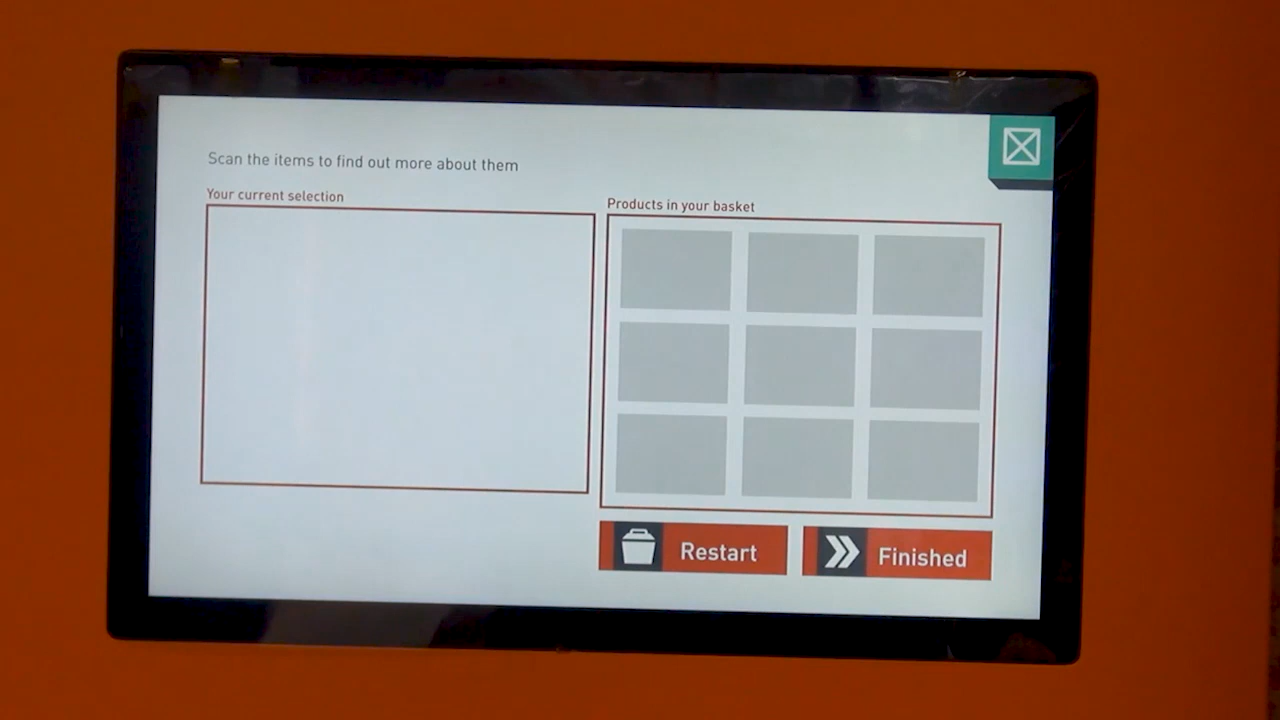 Scan the items to find out more about them
Your current selection
Products in your basket
Restart
Finished